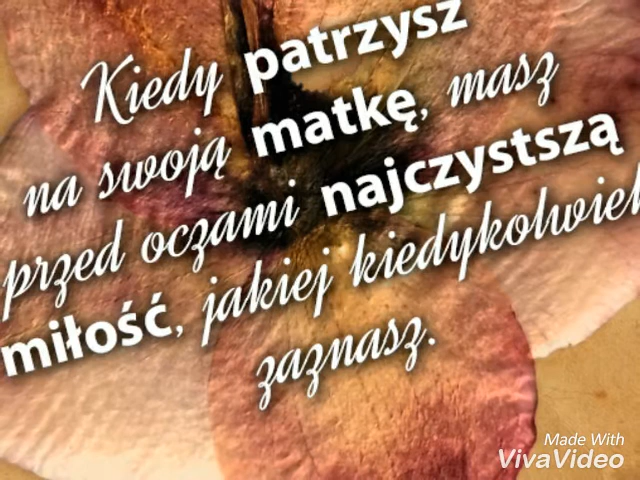 Kiedy patrzysz
na swoją matkę, masz
przed oczami najczystszą
miłość, jakiej kiedykolwiek
zaznasz.
Made With
VivaVideo